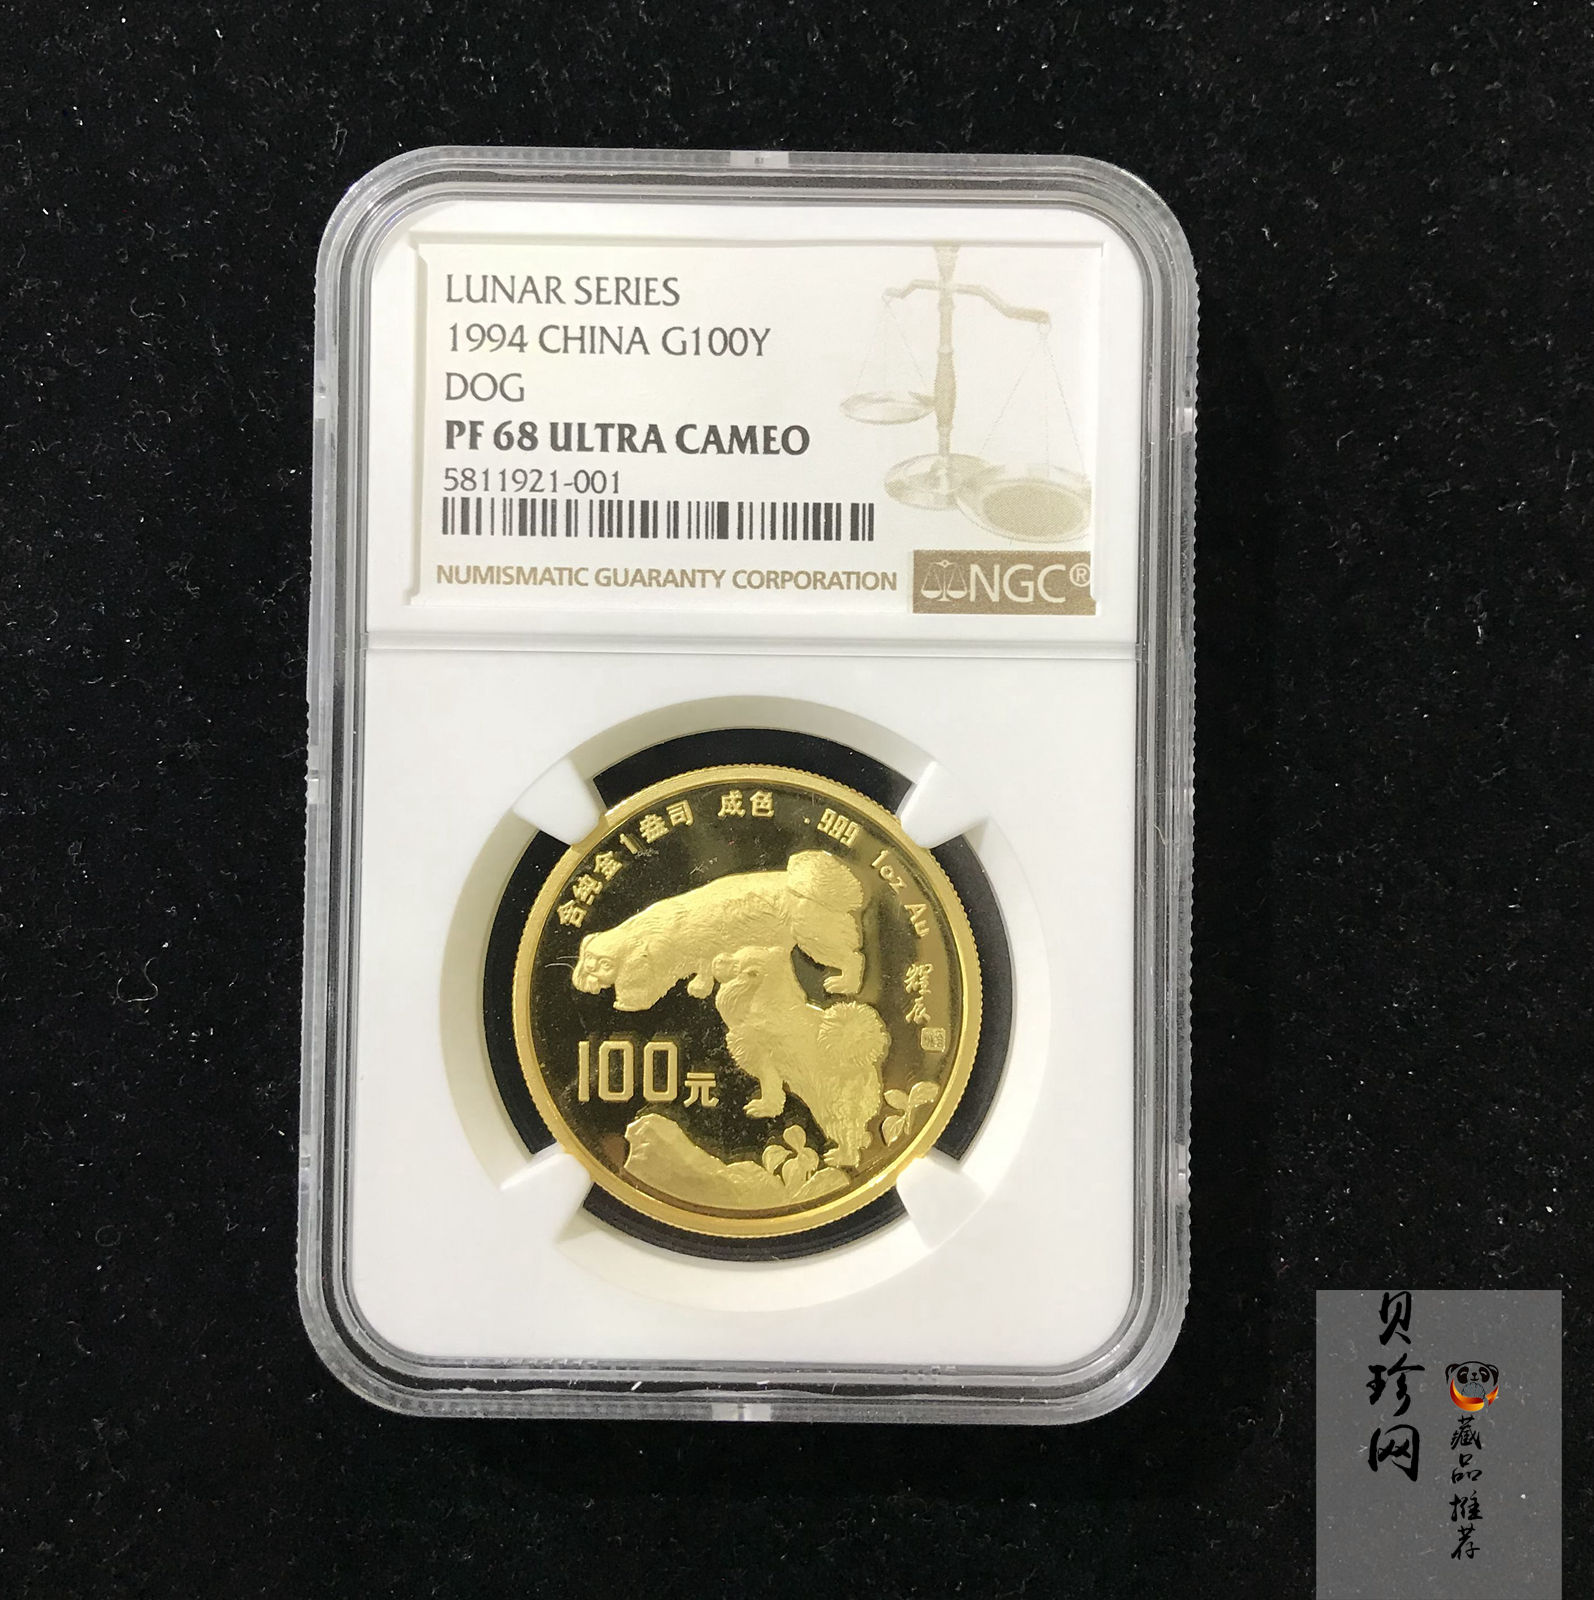 LUNAR SERIES
1994 CHINA G100Y
DOG
PF 68 ULTRA CAMEO
5811921-001
NUMISMATIC GUARANTY CORPORATION
NGC®
含纯金1盎司 成色 .999 1oz Au
耀辰
100元
贝珍网
藏品推荐